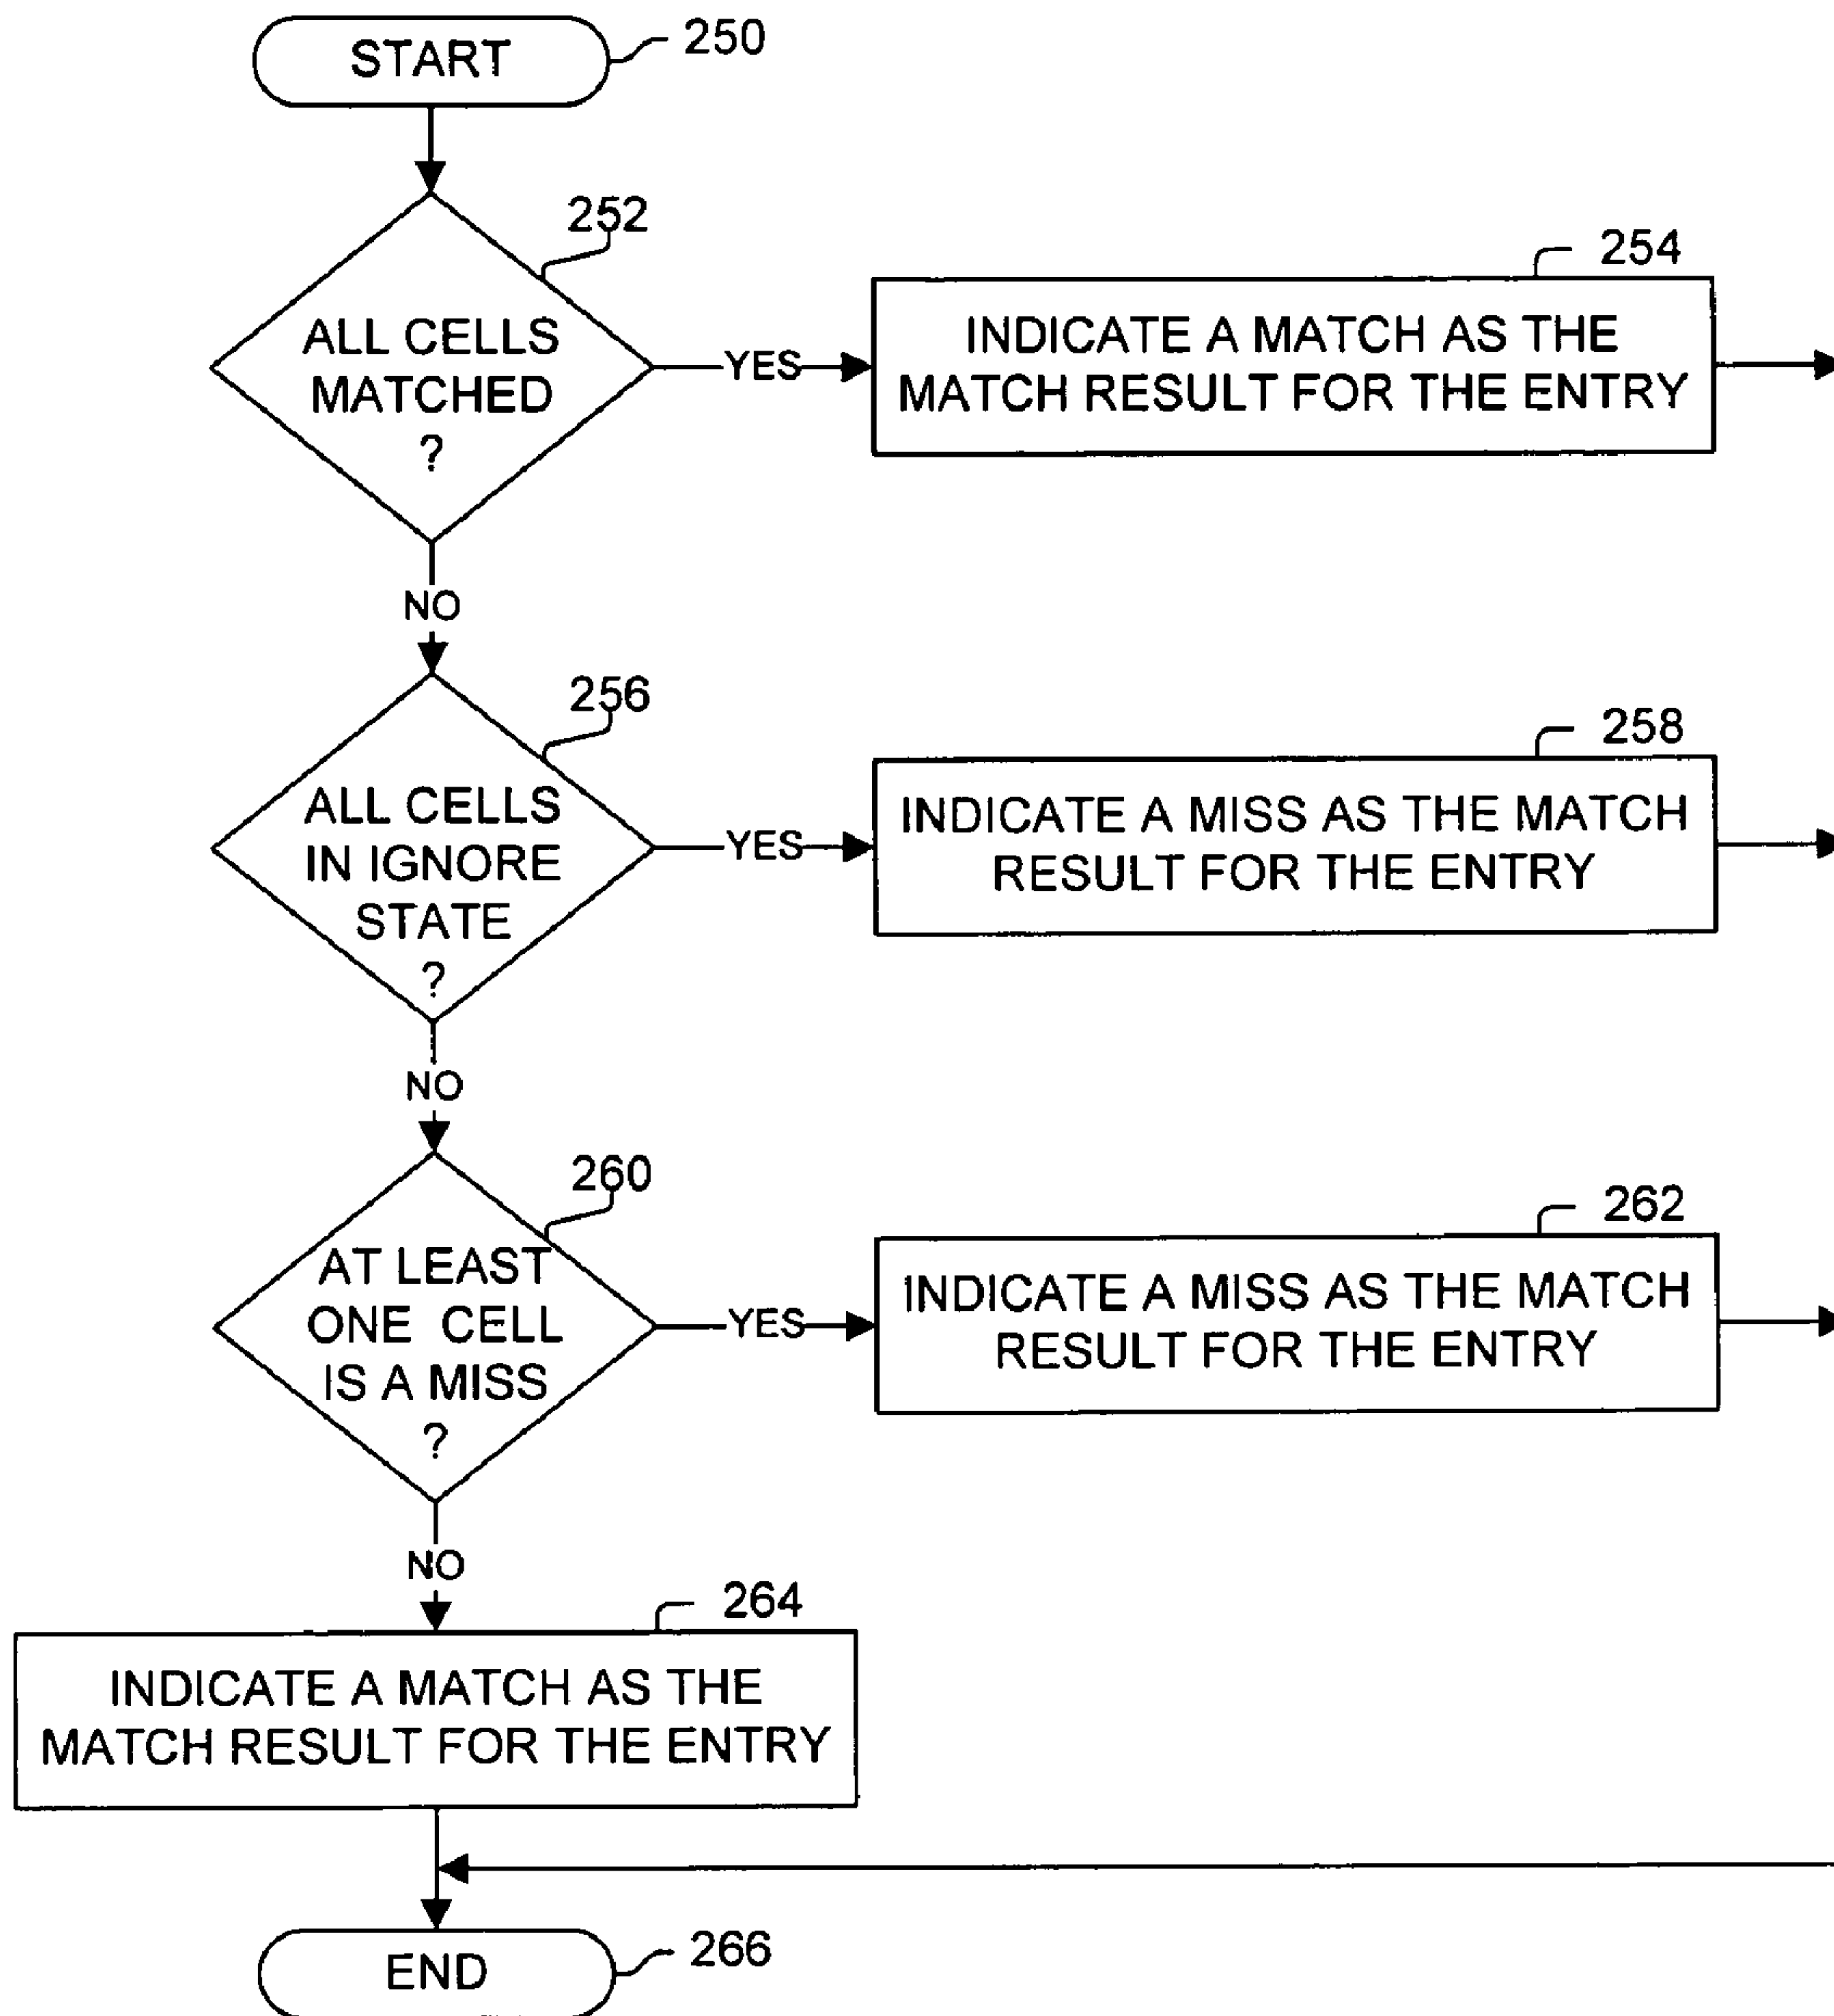 START
250
252
ALL CELLS
MATCHED
?
YES
254
INDICATE A MATCH AS THE
MATCH RESULT FOR THE ENTRY
NO
256
ALL CELLS
IN IGNORE
STATE
?
YES
258
INDICATE A MISS AS THE MATCH
RESULT FOR THE ENTRY
NO
260
AT LEAST
ONE CELL
IS A MISS
?
YES
262
INDICATE A MISS AS THE MATCH
RESULT FOR THE ENTRY
NO
264
INDICATE A MATCH AS THE
MATCH RESULT FOR THE ENTRY
END
266